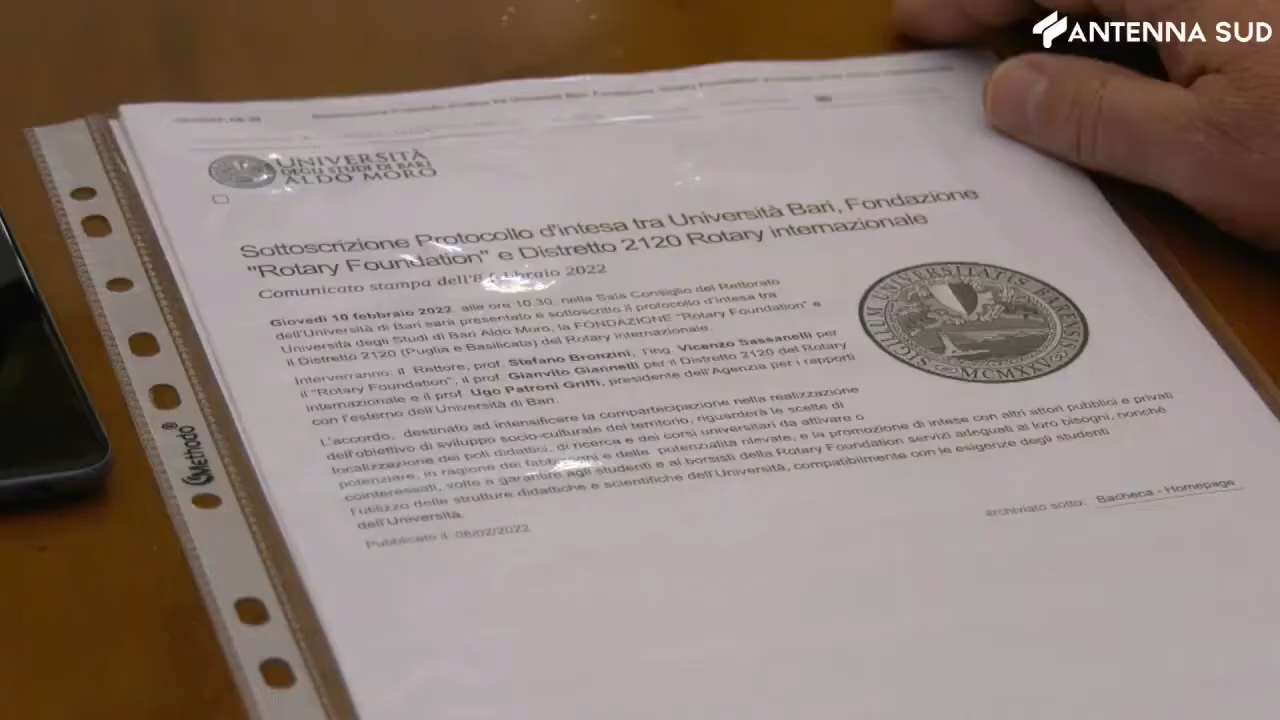 ANTENNA SUD
UNIVERSITÀ
DEGLI STUDI DI BARI
ALDO MORO
Sottoscrizione Protocollo d'intesa tra Università Bari, Fondazione
"Rotary Foundation" e Distretto 2120 Rotary internazionale
Comunicato stampa dell'8 febbraio 2022
Giovedì 10 febbraio 2022, alle ore 10.30, nella Sala Consiglio del Rettorato
dell'Università di Bari sarà presentato e sottoscritto il protocollo d'intesa tra
Università degli Studi di Bari Aldo Moro, la FONDAZIONE "Rotary Foundation" e
il Distretto 2120 (Puglia e Basilicata) del Rotary internazionale.
Interverranno: il Rettore, prof. Stefano Bronzini, l'ing. Vicenzo Sassanelli per
il "Rotary Foundation", il prof. Gianvito Giannelli per il Distretto 2120 del Rotary
internazionale e il prof. Ugo Patroni Griffi, presidente dell'Agenzia per i rapporti
con l'esterno dell'Università di Bari.
L'accordo, destinato ad intensificare la compartecipazione nella realizzazione
dell'obiettivo di sviluppo socio-culturale del territorio, riguarderà le scelte di
localizzazione dei poli didattici, di ricerca e dei corsi universitari da attivare o
potenziare, in ragione dei fabbisogni e delle potenzialità rilevate, e la promozione di intese con altri attori pubblici e privati
cointeressati, volte a garantire agli studenti e ai borsisti della Rotary Foundation servizi adeguati ai loro bisogni, nonché
l'utilizzo delle strutture didattiche e scientifiche dell'Università, compatibilmente con le esigenze degli studenti
dell'Università.
Pubblicato il: 08/02/2022
archiviato sotto: Bacheca - Homepage
SIGILLUM UNIVERSITATIS BARENSIS
MCMXXV
Methodo®